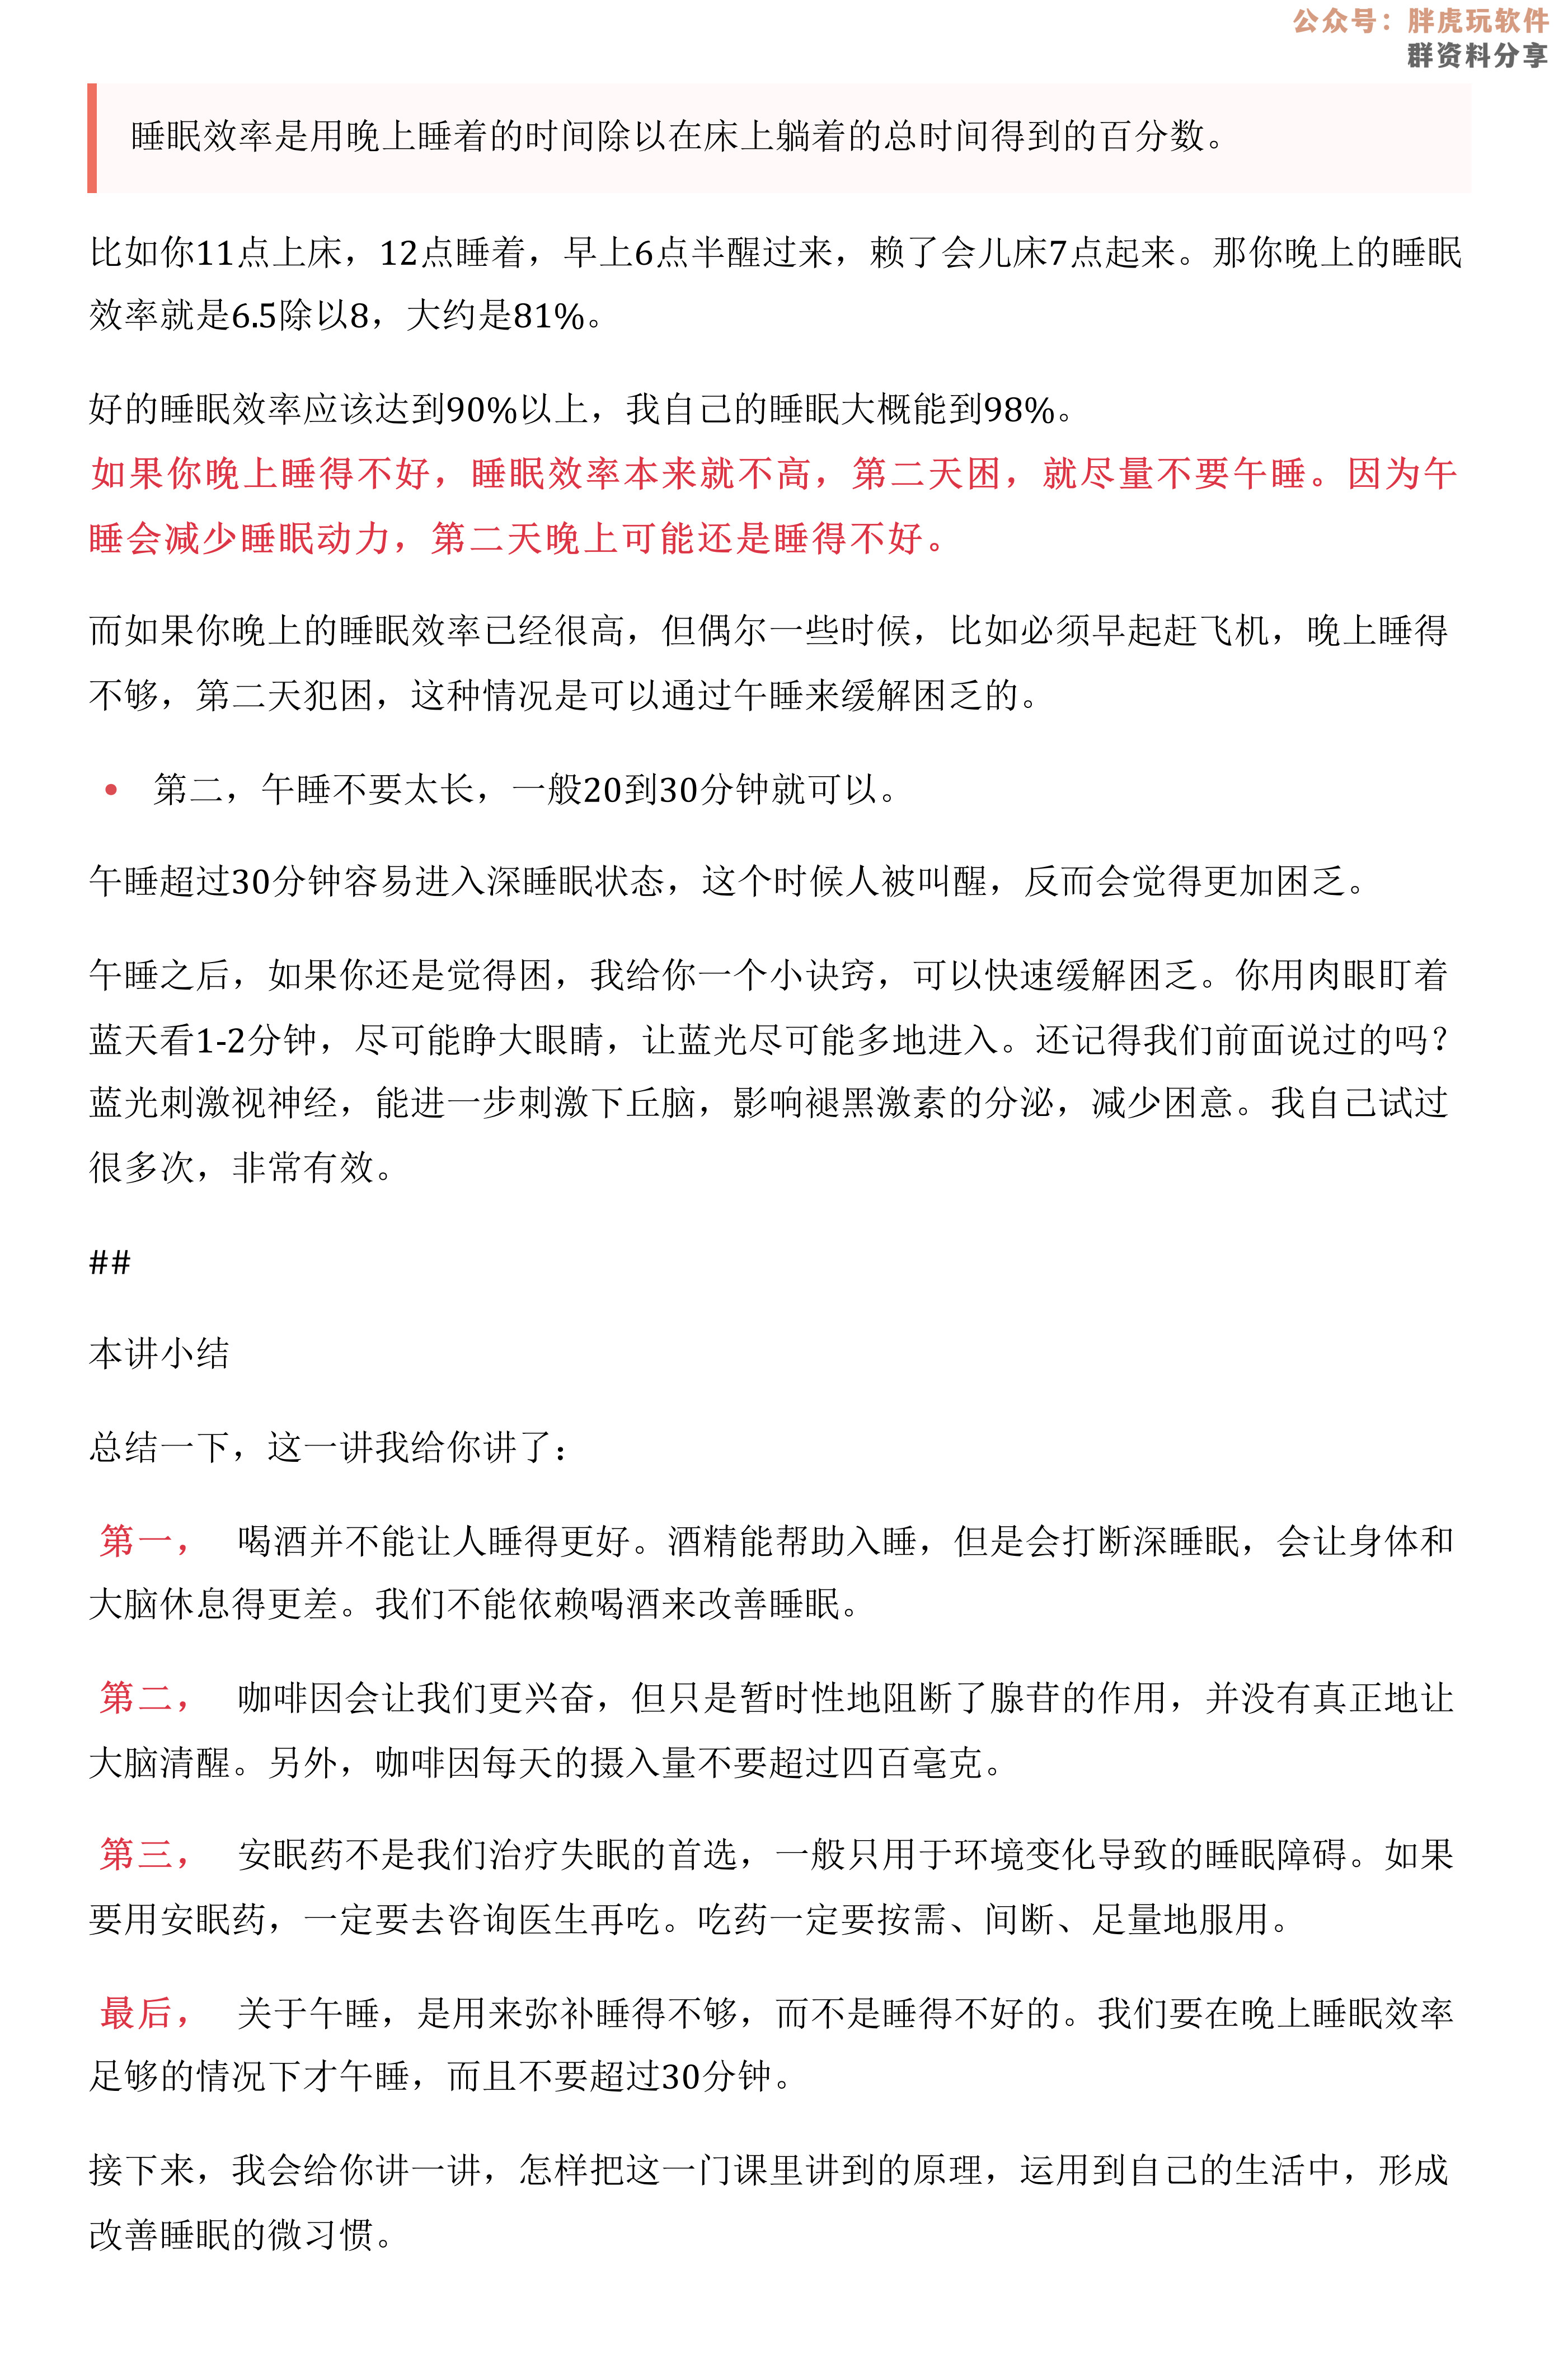 公众号：胖虎玩软件
群资料分享
睡眠效率是用晚上睡着的时间除以在床上躺着的总时间得到的百分数。
比如你11点上床，12点睡着，早上6点半醒过来，赖了会儿床7点起来。那你晚上的睡眠
效率就是6.5除以8，大约是81%。
好的睡眠效率应该达到90%以上，我自己的睡眠大概能到98%。
如果你晚上睡得不好，睡眠效率本来就不高，第二天困，就尽量不要午睡。因为午
睡会减少睡眠动力，第二天晚上可能还是睡得不好。
而如果你晚上的睡眠效率已经很高，但偶尔一些时候，比如必须早起赶飞机，晚上睡得
不够，第二天犯困，这种情况是可以通过午睡来缓解困乏的。
• 第二，午睡不要太长，一般20到30分钟就可以。
午睡超过30分钟容易进入深睡眠状态，这个时候人被叫醒，反而会觉得更加困乏。
午睡之后，如果你还是觉得困，我给你一个小诀窍，可以快速缓解困乏。你用肉眼盯着
蓝天看1-2分钟，尽可能睁大眼睛，让蓝光尽可能多地进入。还记得我们前面说过的吗？
蓝光刺激视神经，能进一步刺激下丘脑，影响褪黑激素的分泌，减少困意。我自己试过
很多次，非常有效。
##
本讲小结
总结一下，这一讲我给你讲了：
第一， 喝酒并不能让人睡得更好。酒精能帮助入睡，但是会打断深睡眠，会让身体和
大脑休息得更差。我们不能依赖喝酒来改善睡眠。
第二， 咖啡因会让我们更兴奋，但只是暂时性地阻断了腺苷的作用，并没有真正地让
大脑清醒。另外，咖啡因每天的摄入量不要超过四百毫克。
第三， 安眠药不是我们治疗失眠的首选，一般只用于环境变化导致的睡眠障碍。如果
要用安眠药，一定要去咨询医生再吃。吃药一定要按需、间断、足量地服用。
最后， 关于午睡，是用来弥补睡得不够，而不是睡得不好的。我们要在晚上睡眠效率
足够的情况下才午睡，而且不要超过30分钟。
接下来，我会给你讲一讲，怎样把这一门课里讲到的原理，运用到自己的生活中，形成
改善睡眠的微习惯。